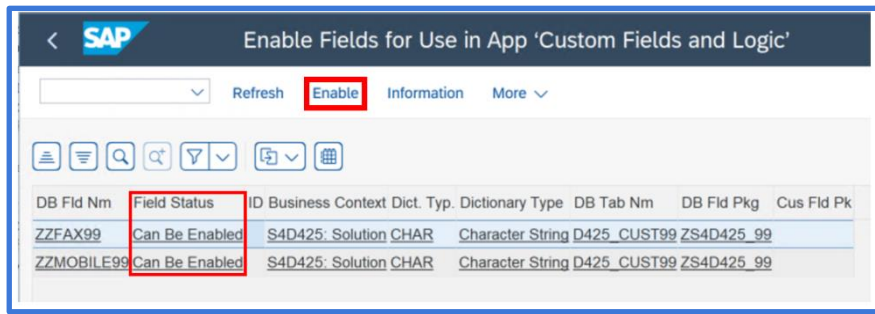 SAP Enable Fields for Use in App ‘Custom Fields and Logic’
Refresh Enable Information More
DB Fld Nm Field Status ID Business Context Dict. Typ. Dictionary Type DB Tab Nm DB Fld Pkg Cus Fld Pk
ZZFAX99 Can Be Enabled S4D425: Solution CHAR Character String D425_CUST99 ZS4D425_99
ZZMOBILE99 Can Be Enabled S4D425: Solution CHAR Character String D425_CUST99 ZS4D425_99